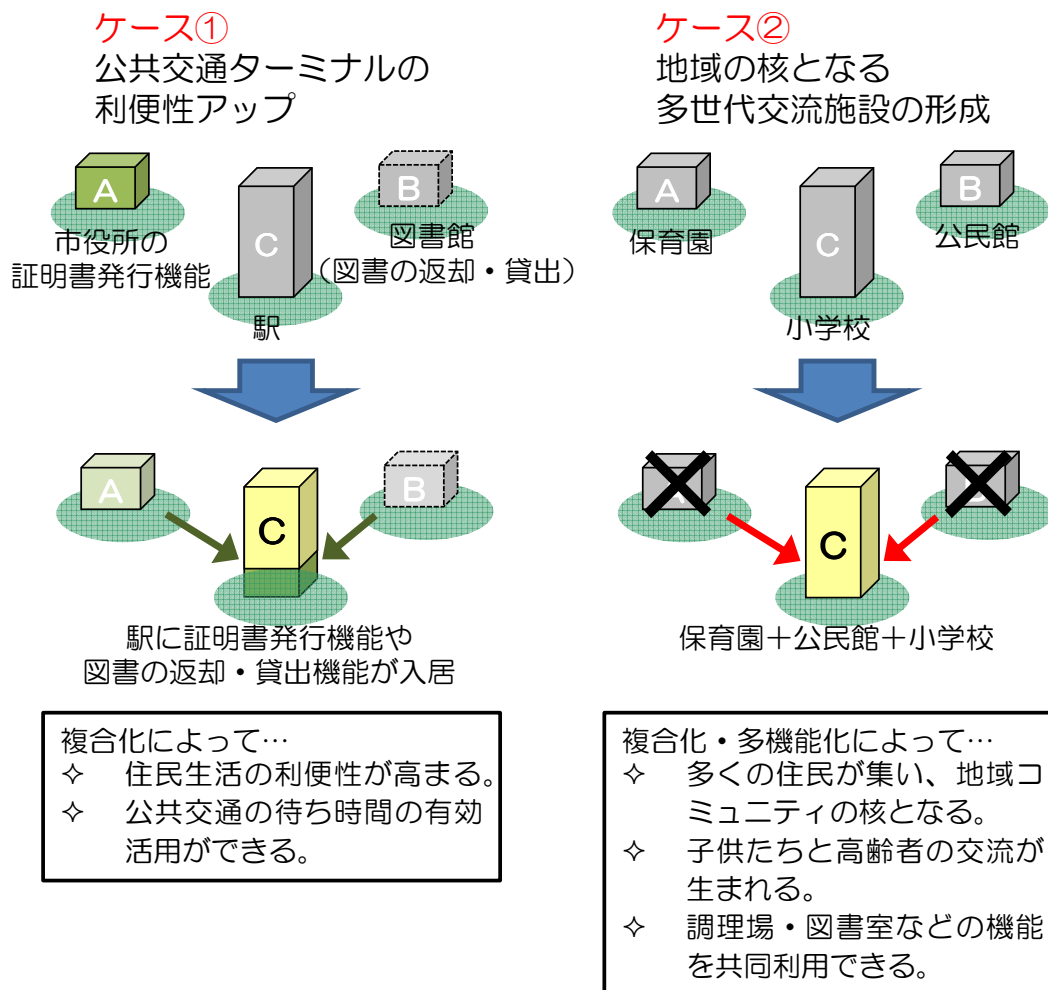 ケース①
公共交通ターミナルの
利便性アップ
A
市役所の
証明書発行機能
C
駅
B
図書館
(図書の返却・貸出)
A
C
B
駅に証明書発行機能や
図書の返却・貸出機能が入居
複合化によって…
✧ 住民生活の利便性が高まる。
✧ 公共交通の待ち時間の有効
活用ができる。
ケース②
地域の核となる
多世代交流施設の形成
A
保育園
C
小学校
B
公民館
C
保育園＋公民館＋小学校
複合化・多機能化によって…
✧ 多くの住民が集い、地域コ
ミュニティの核となる。
✧ 子供たちと高齢者の交流が
生まれる。
✧ 調理場・図書室などの機能
を共同利用できる。